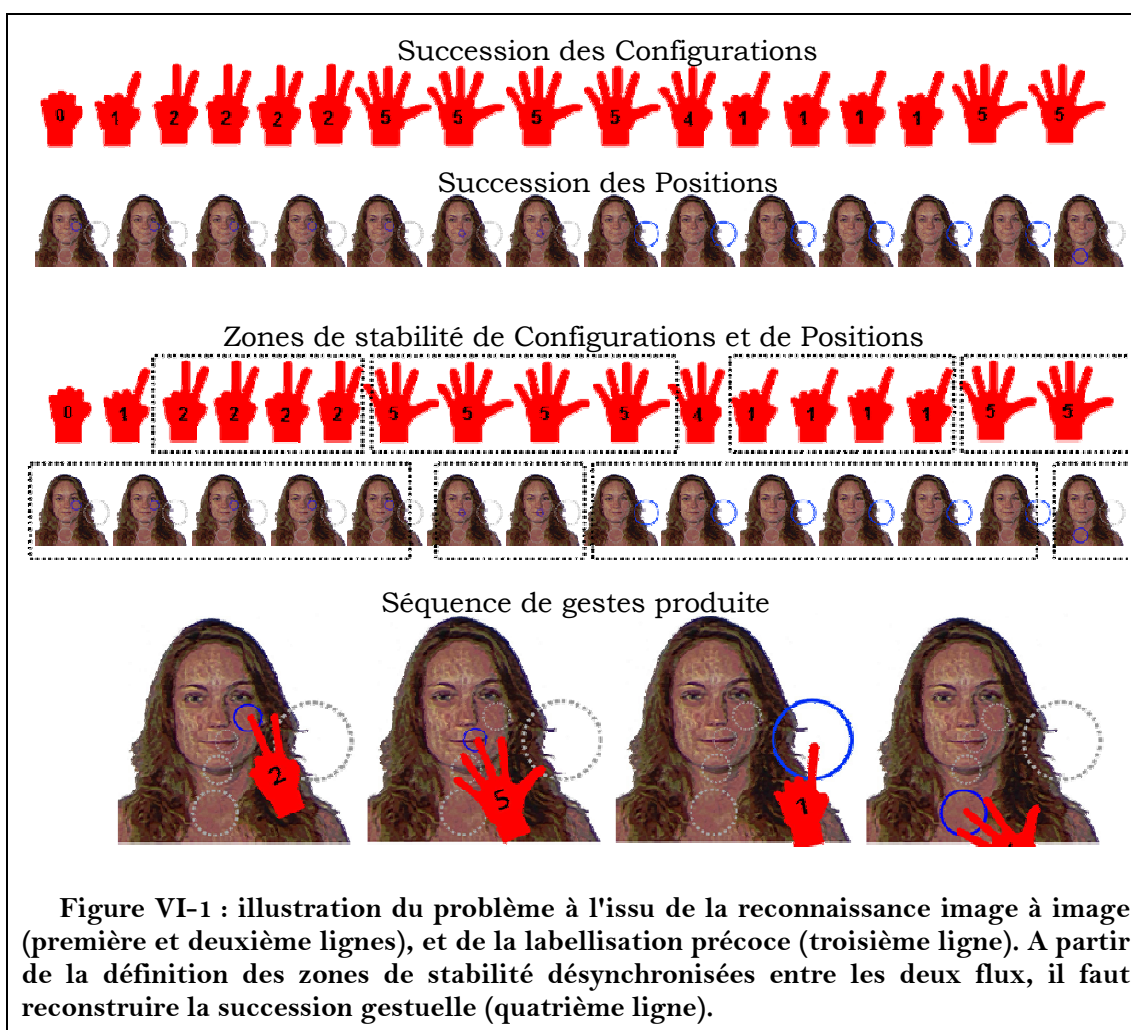 Succession des Configurations
0 1 2 2 2 2 5 5 5 5 4 1 1 1 1 5 5
Succession des Positions
Zones de stabilité de Configurations et de Positions
0 1 2 2 2 2 5 5 5 5 4 1 1 1 1 5 5
Séquence de gestes produite
2 5 1
Figure VI-1 : illustration du problème à l'issu de la reconnaissance image à image
(première et deuxième lignes), et de la labellisation précoce (troisième ligne). A partir
de la définition des zones de stabilité désynchronisées entre les deux flux, il faut
reconstruire la succession gestuelle (quatrième ligne).